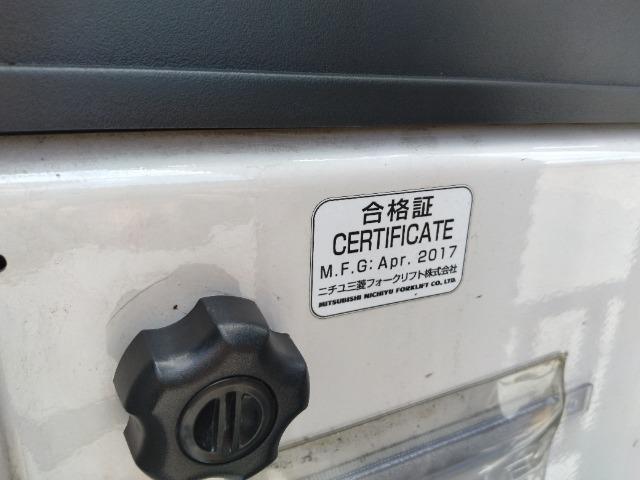 合格証
CERTIFICATE
M.F.G: Apr. 2017
ニチユ三菱フォークリフト株式会社
MITSUBISHI NICHIYU FORKLIFT CO., LTD.